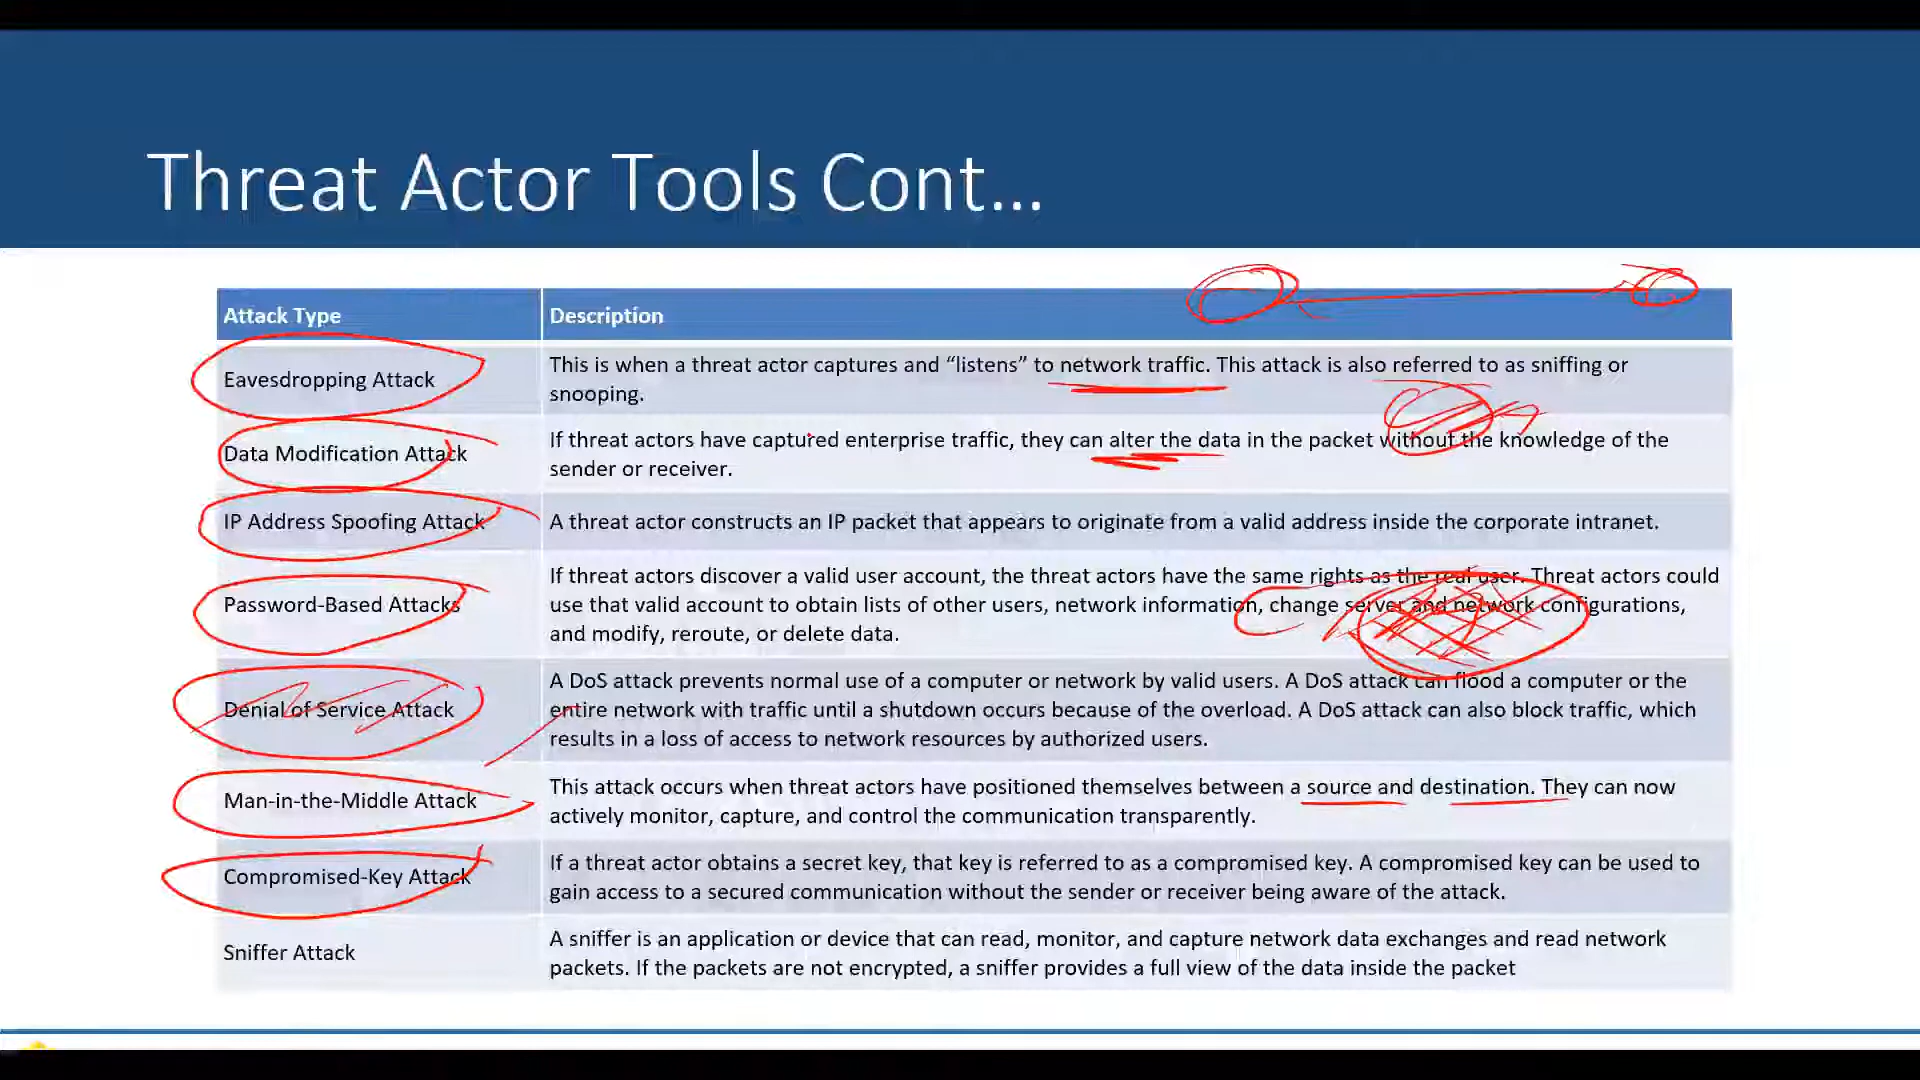 Threat Actor Tools Cont...
Attack Type
Description
Eavesdropping Attack
This is when a threat actor captures and “listens” to network traffic. This attack is also referred to as sniffing or
snooping.
Data Modification Attack
If threat actors have captured enterprise traffic, they can alter the data in the packet without the knowledge of the
sender or receiver.
IP Address Spoofing Attack
A threat actor constructs an IP packet that appears to originate from a valid address inside the corporate intranet.
Password-Based Attacks
If threat actors discover a valid user account, the threat actors have the same rights as the real user. Threat actors could
use that valid account to obtain lists of other users, network information, change server and network configurations,
and modify, reroute, or delete data.
Denial of Service Attack
A DoS attack prevents normal use of a computer or network by valid users. A DoS attack can flood a computer or the
entire network with traffic until a shutdown occurs because of the overload. A DoS attack can also block traffic, which
results in a loss of access to network resources by authorized users.
Man-in-the-Middle Attack
This attack occurs when threat actors have positioned themselves between a source and destination. They can now
actively monitor, capture, and control the communication transparently.
Compromised-Key Attack
If a threat actor obtains a secret key, that key is referred to as a compromised key. A compromised key can be used to
gain access to a secured communication without the sender or receiver being aware of the attack.
Sniffer Attack
A sniffer is an application or device that can read, monitor, and capture network data exchanges and read network
packets. If the packets are not encrypted, a sniffer provides a full view of the data inside the packet